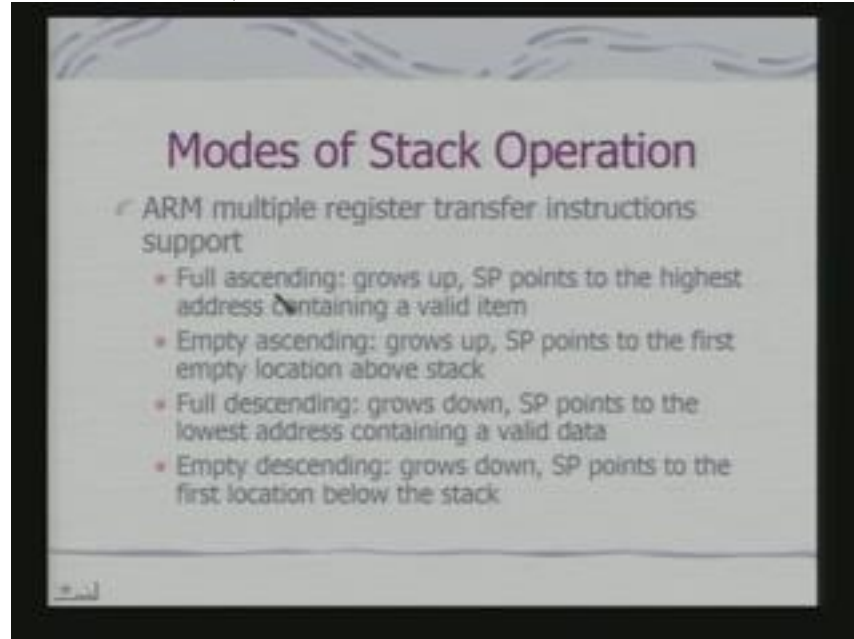 Modes of Stack Operation
ARM multiple register transfer instructions
support
Full ascending: grows up, SP points to the highest
address containing a valid item
Empty ascending: grows up, SP points to the first
empty location above stack
Full descending: grows down, SP points to the
lowest address containing a valid data
Empty descending: grows down, SP points to the
first location below the stack